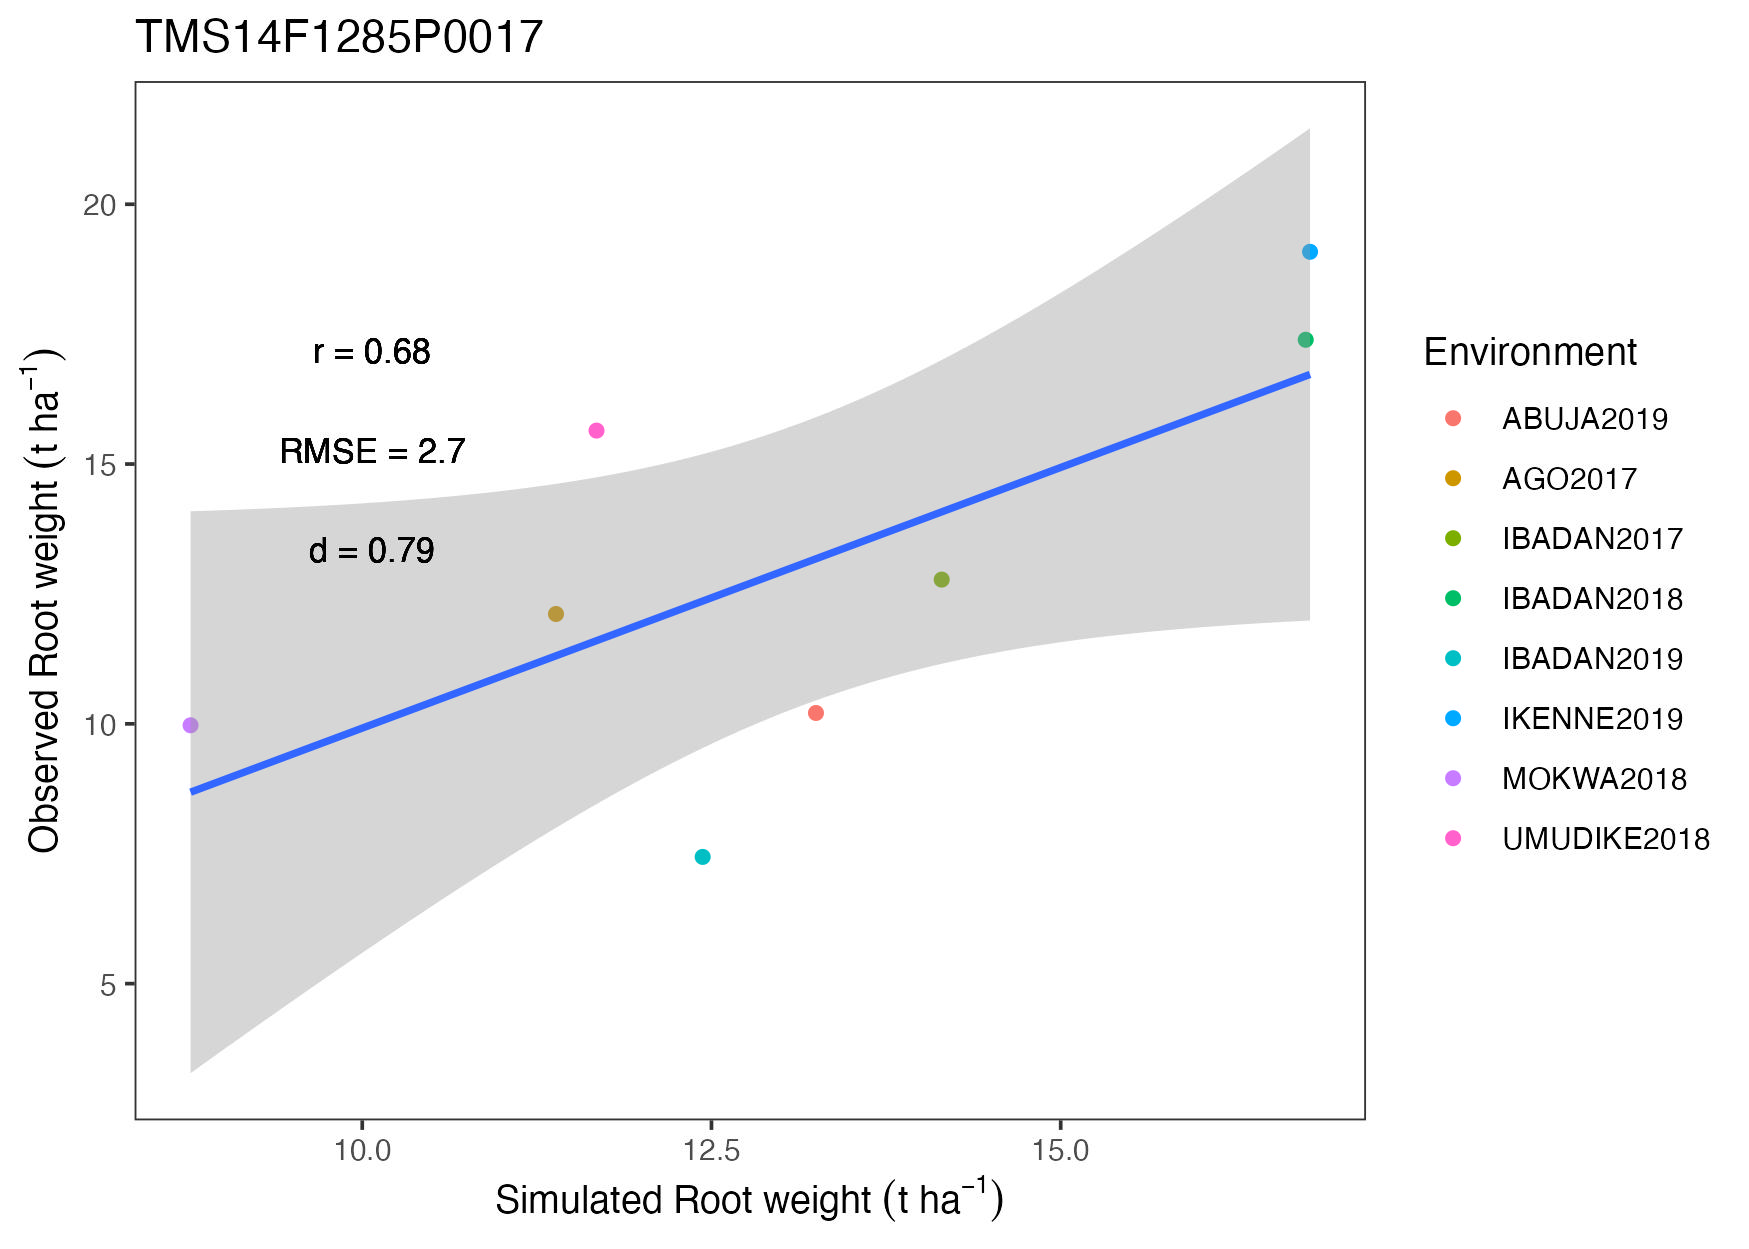 TMS14F1285P0017
Observed Root weight (t ha⁻¹)
20
15
10
5
r = 0.68
RMSE = 2.7
d = 0.79
10.0
12.5
15.0
Simulated Root weight (t ha⁻¹)
Environment
ABUJA2019
AGO2017
IBADAN2017
IBADAN2018
IBADAN2019
IKENNE2019
MOKWA2018
UMUDIKE2018